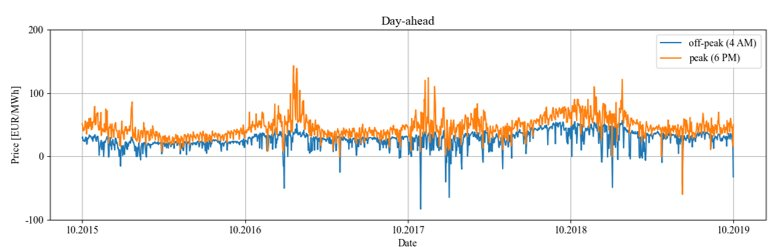 Day-ahead
200
100
0
-100
Price [EUR/MWh]
off-peak (4 AM)
peak (6 PM)
10.2015
10.2016
10.2017
10.2018
10.2019
Date